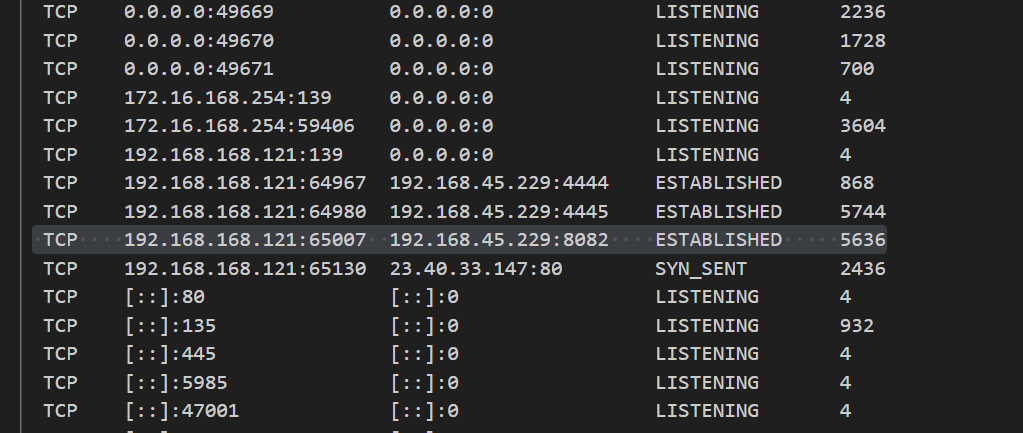 TCP 0.0.0.0:49669 0.0.0.0:0 LISTENING 2236
TCP 0.0.0.0:49670 0.0.0.0:0 LISTENING 1728
TCP 0.0.0.0:49671 0.0.0.0:0 LISTENING 700
TCP 172.16.168.254:139 0.0.0.0:0 LISTENING 4
TCP 172.16.168.254:59406 0.0.0.0:0 LISTENING 3604
TCP 192.168.168.121:139 0.0.0.0:0 LISTENING 4
TCP 192.168.168.121:64967 192.168.45.229:4444 ESTABLISHED 868
TCP 192.168.168.121:64980 192.168.45.229:4445 ESTABLISHED 5744
TCP 192.168.168.121:65007 192.168.45.229:8082 ESTABLISHED 5636
TCP 192.168.168.121:65130 23.40.33.147:80 SYN_SENT 2436
TCP [::]:80 [::]:0 LISTENING 4
TCP [::]:135 [::]:0 LISTENING 932
TCP [::]:445 [::]:0 LISTENING 4
TCP [::]:5985 [::]:0 LISTENING 4
TCP [::]:47001 [::]:0 LISTENING 4